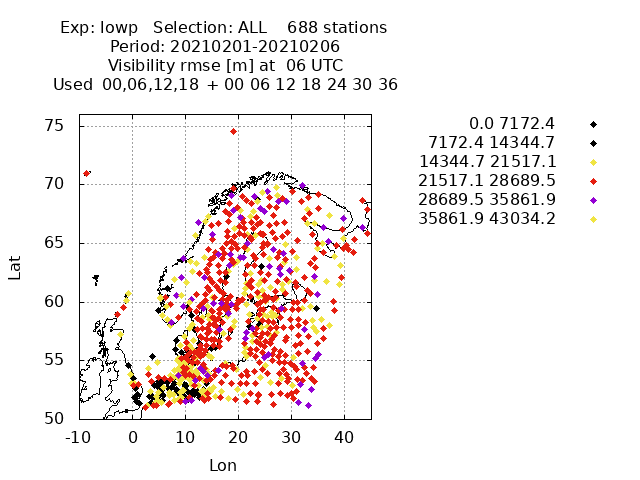 Exp: lowp   Selection: ALL    688 stations
Period: 20210201-20210206
Visibility rmse [m] at  06 UTC
Used  00,06,12,18  + 00 06 12 18 24 30 36
0.0 7172.4
7172.4 14344.7
14344.7 21517.1
21517.1 28689.5
28689.5 35861.9
35861.9 43034.2
75
70
65
60
55
50
Lat
-10 0 10 20 30 40
Lon